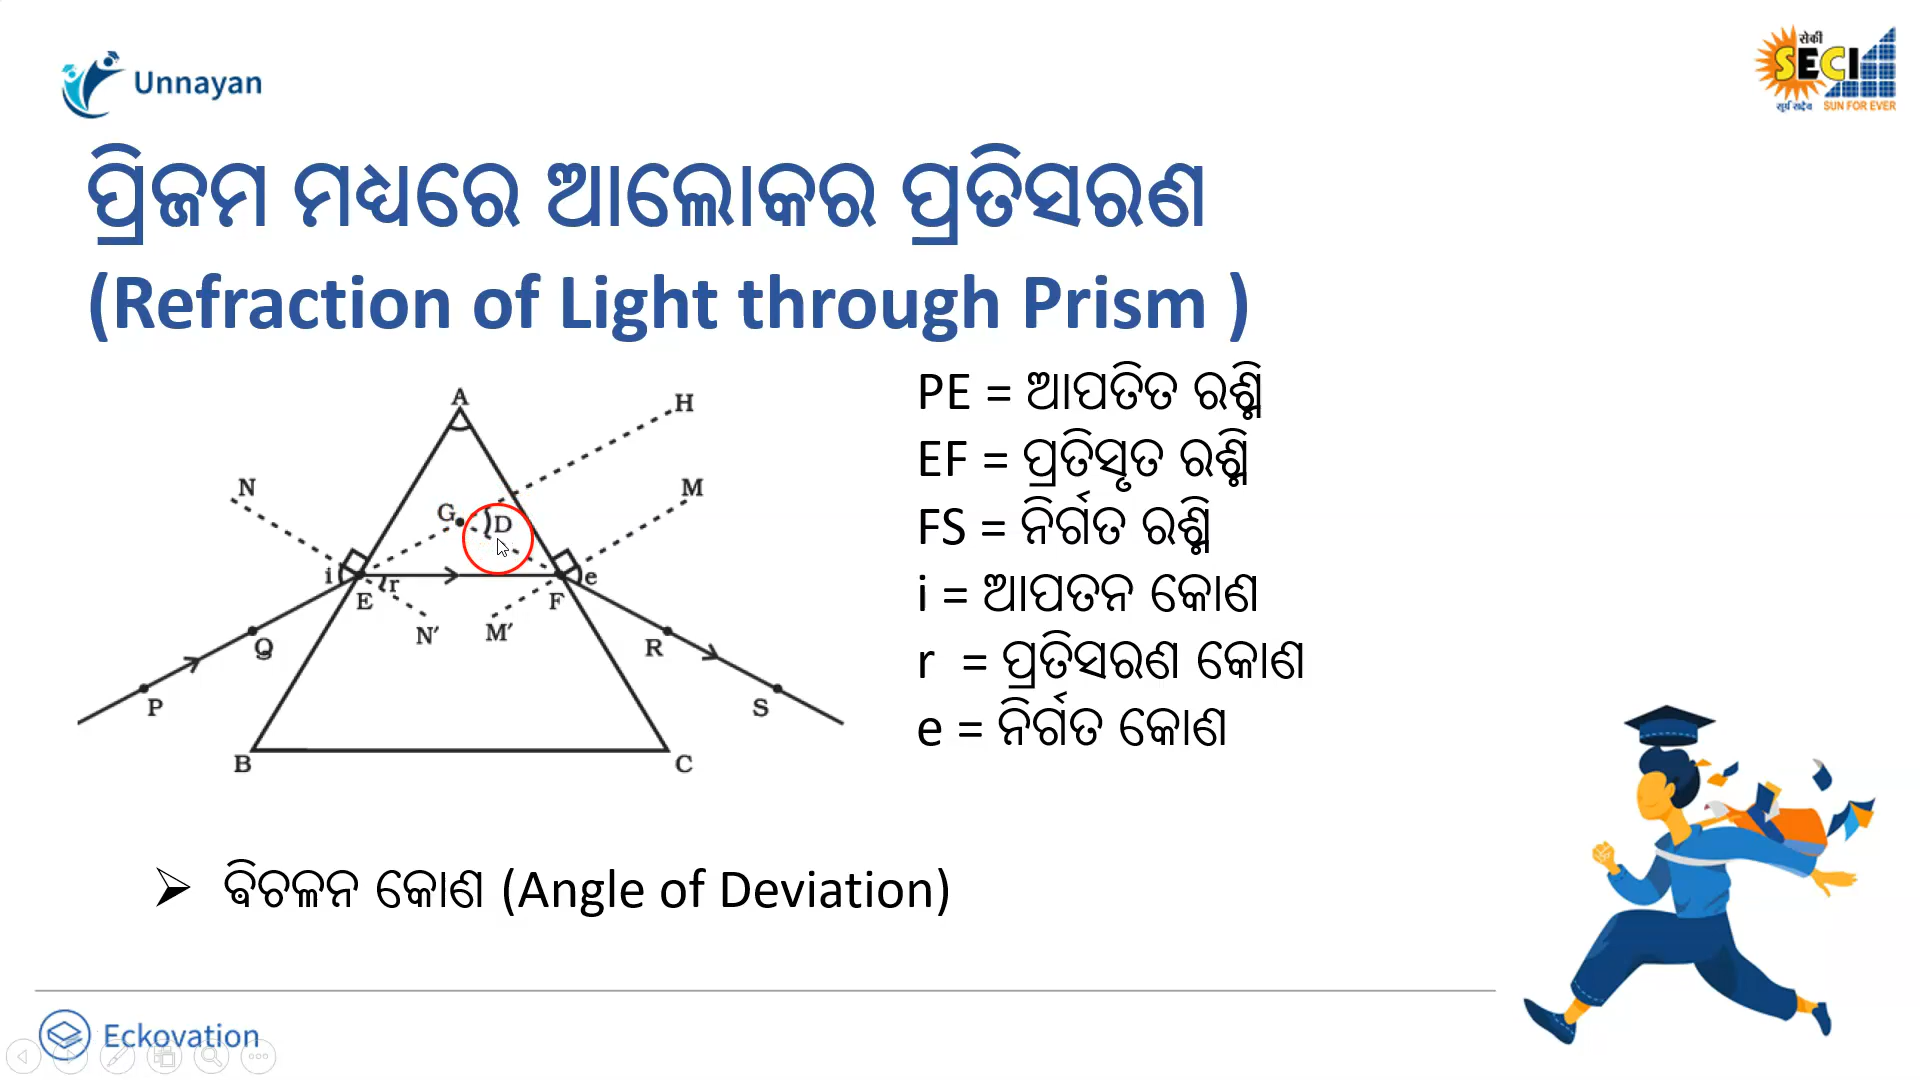 Unnayan
सेकी
SECI
सूर्य सदैव SUN FOR EVER
ପ୍ରିଜମ ମଧ୍ୟରେ ଆଲୋକର ପ୍ରତିସରଣ
(Refraction of Light through Prism )
A
H
N
M
G
D
i
r
e
E
F
N′
M′
Q
R
P
S
B
C
PE = ଆପତିତ ରଶ୍ମି
EF = ପ୍ରତିସୃତ ରଶ୍ମି
FS = ନିର୍ଗତ ରଶ୍ମି
i = ଆପତନ କୋଣ
r = ପ୍ରତିସରଣ କୋଣ
e = ନିର୍ଗତ କୋଣ
➢ ବିଚଳନ କୋଣ (Angle of Deviation)
Eckovation